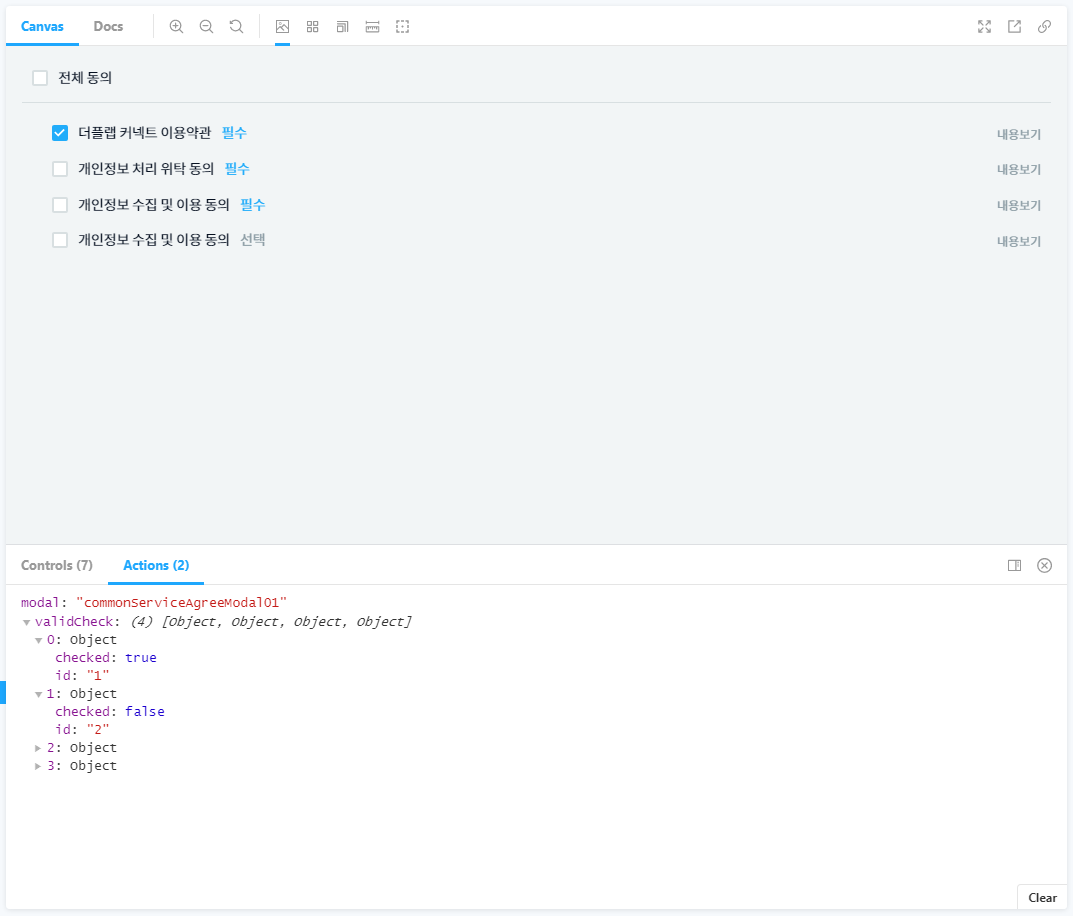 Canvas Docs
전체 동의
더플랩 커넥트 이용약관 필수 내용보기
개인정보 처리 위탁 동의 필수 내용보기
개인정보 수집 및 이용 동의 필수 내용보기
개인정보 수집 및 이용 동의 선택 내용보기
Controls (7) Actions (2)
modal: "commonServiceAgreeModal01"
validCheck: (4) [Object, Object, Object, Object]
0: Object
checked: true
id: "1"
1: Object
checked: false
id: "2"
2: Object
3: Object
Clear